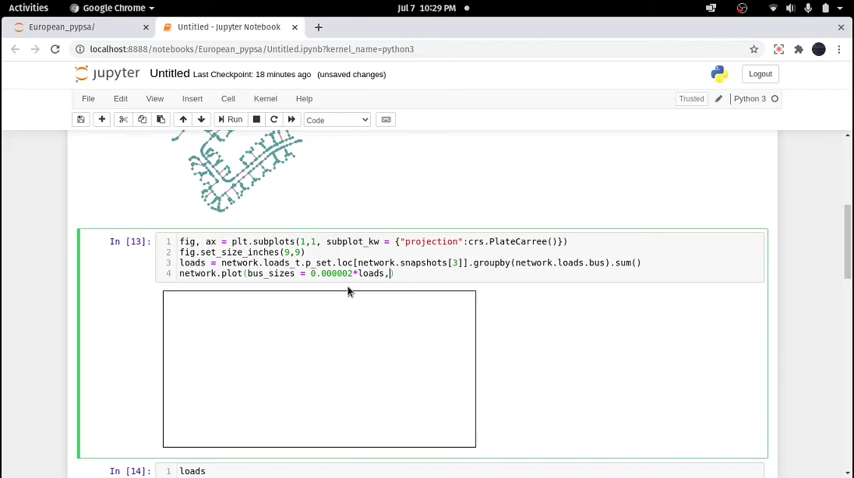 Activities
Google Chrome
Jul 7 10:29 PM
European_pypsa/
Untitled - Jupyter Notebook
localhost:8888/notebooks/European_pypsa/Untitled.ipynb?kernel_name=python3
jupyter Untitled Last Checkpoint: 18 minutes ago (unsaved changes)
Logout
File Edit View Insert Cell Kernel Help
Trusted Python 3
Run Code
In [13]:
1 fig, ax = plt.subplots(1,1, subplot_kw = {"projection":crs.PlateCarree()})
2 fig.set_size_inches(9,9)
3 loads = network.loads_t.p_set.loc[network.snapshots[3]].groupby(network.loads.bus).sum()
4 network.plot(bus_sizes = 0.000002*loads,)
In [14]:
1 loads